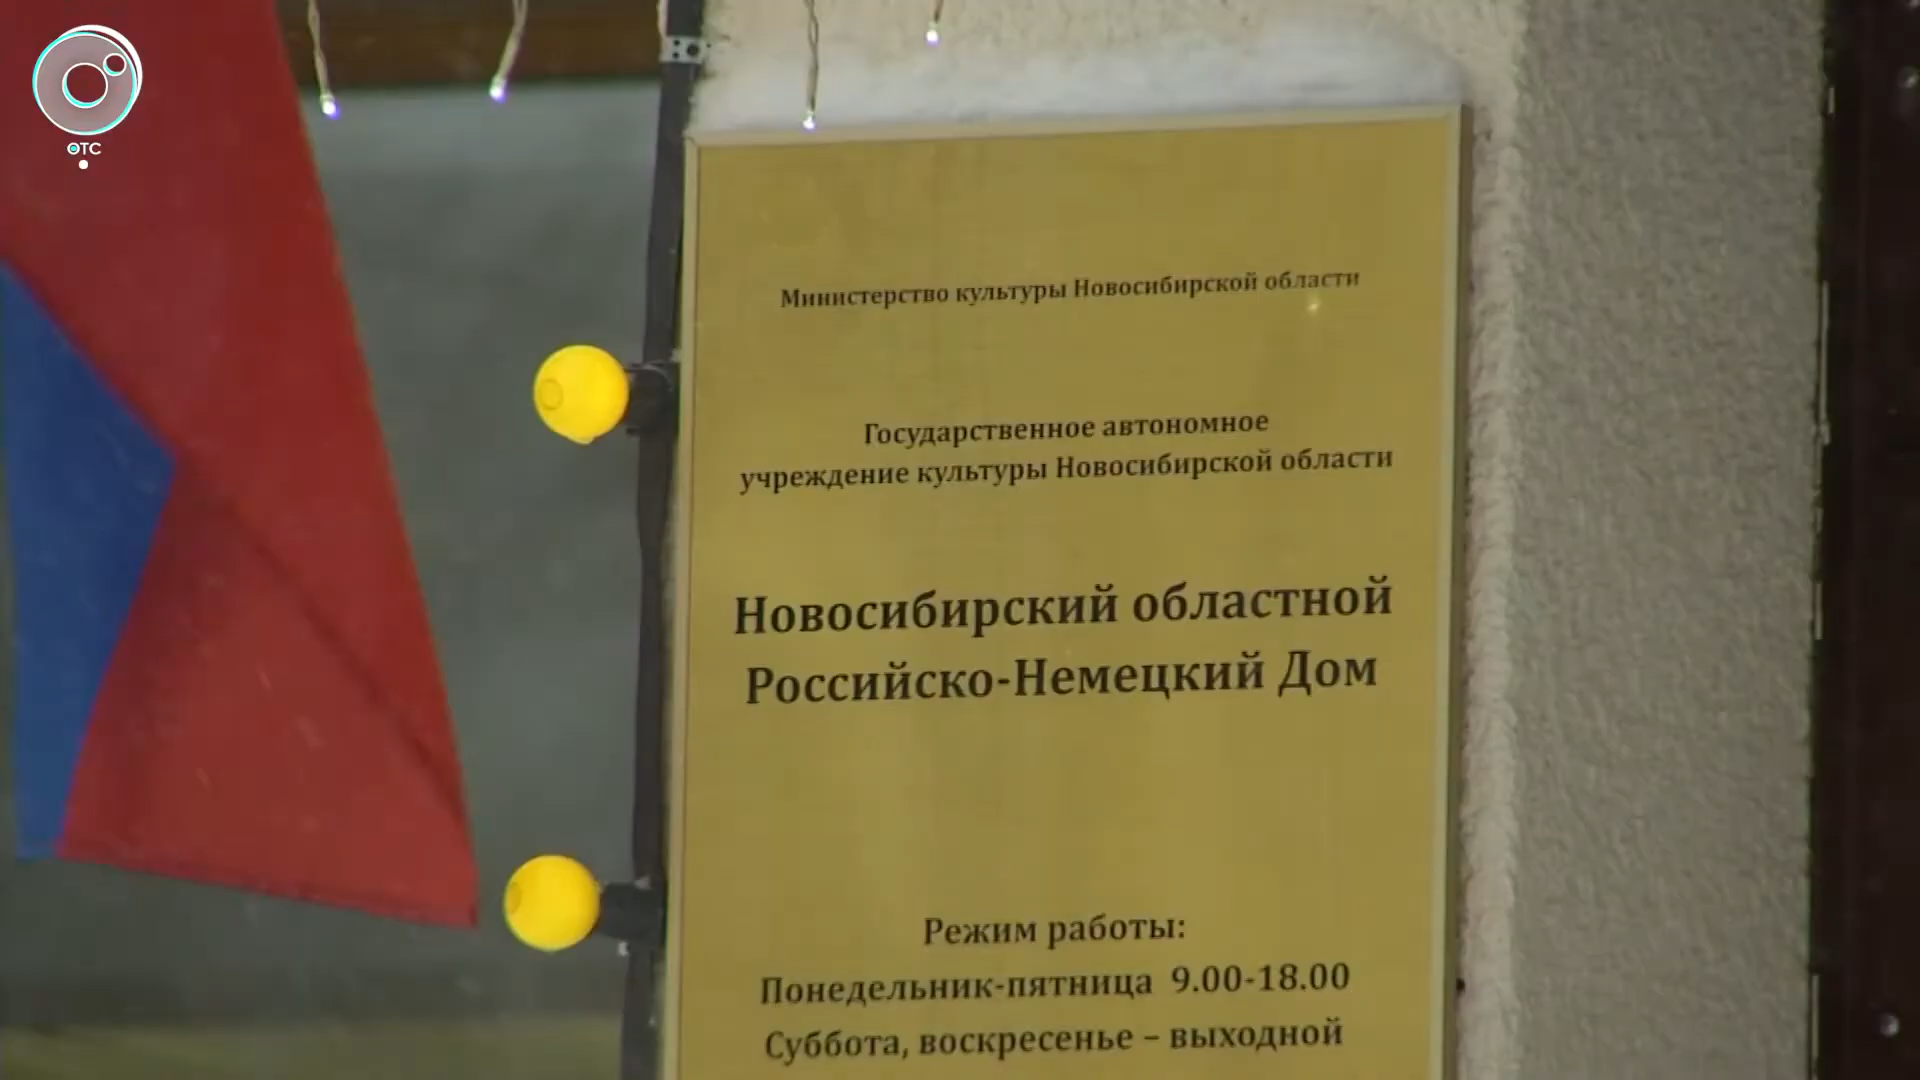 ОТС
Министерство культуры Новосибирской области
Государственное автономное
учреждение культуры Новосибирской области
Новосибирский областной
Российско-Немецкий Дом
Режим работы:
Понедельник-пятница 9.00-18.00
Суббота, воскресенье – выходной